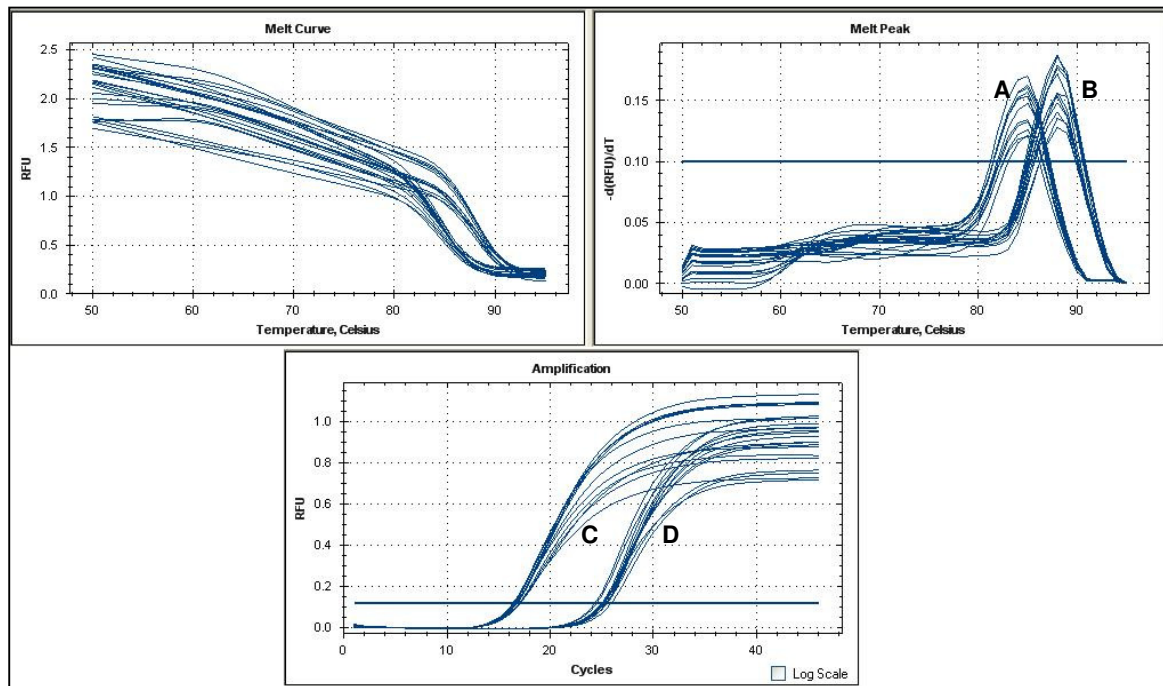 Melt Curve
2.5
2.0
1.5
1.0
0.5
0.0
RFU
50 60 70 80 90
Temperature, Celsius
Melt Peak
0.15
0.10
0.05
0.00
-d(RFU)/dT
A B
50 60 70 80 90
Temperature, Celsius
Amplification
1.0
0.8
0.6
0.4
0.2
0.0
RFU
C D
0 10 20 30 40
Cycles
Log Scale